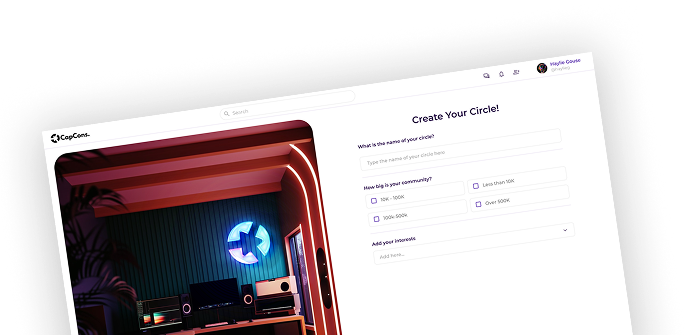 CapCons.
Search
Haylie Gouse
Create Your Circle!
What is the name of your circle?
Type the name of your circle here
How big is your community?
10K - 100K
Less than 10K
100k-500k
Over 500K
Add your interests
Add Here...